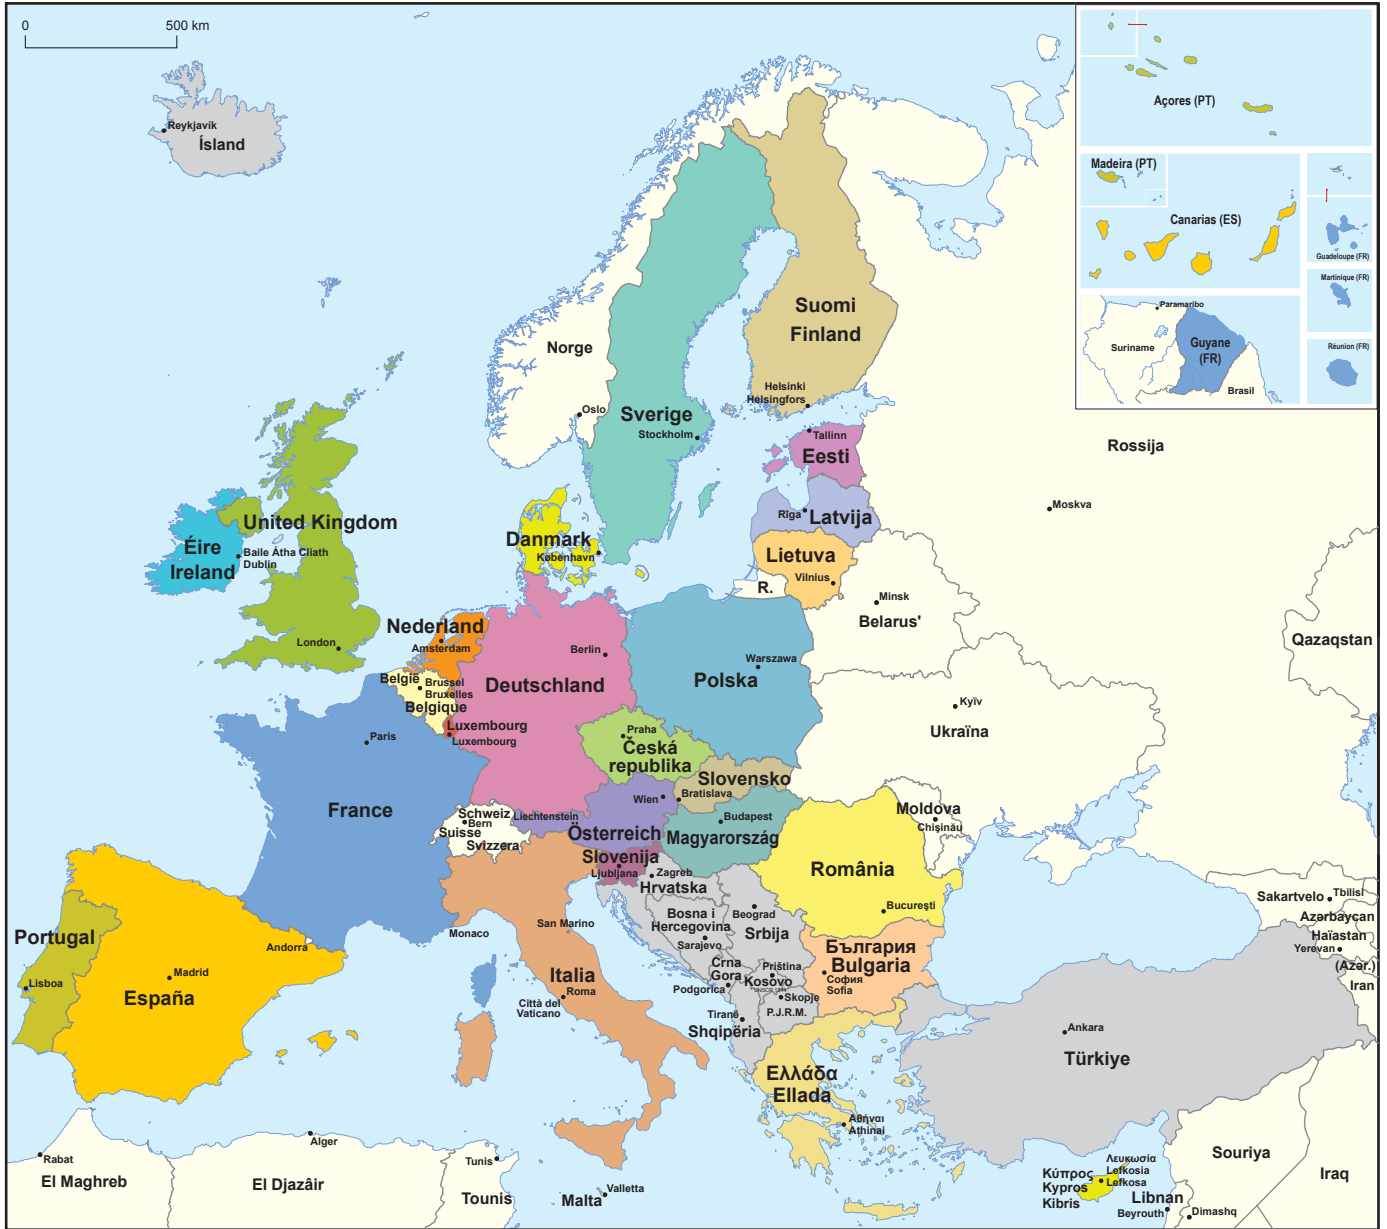 0
500 km
Reykjavík
Ísland
Açores (PT)
Madeira (PT)
Canarias (ES)
Guadeloupe (FR)
Martinique (FR)
Réunion (FR)
Paramaribo
Suriname
Guyane
(FR)
Brasil
Norge
Oslo
Suomi
Finland
Helsinki
Helsingfors
Sverige
Stockholm
Tallinn
Eesti
Rīga
Latvija
Lietuva
Vilnius
R.
Rossija
Moskva
Minsk
Belarus'
Qazaqstan
United Kingdom
London
Éire
Ireland
Baile Átha Cliath
Dublin
Danmark
København
Nederland
Amsterdam
België
Brussel
Bruxelles
Belgique
Luxembourg
Luxembourg
Deutschland
Berlin
Polska
Warszawa
Kyïv
Ukraïna
Praha
Česká
republika
Slovensko
Bratislava
Wien
Österreich
Liechtenstein
Budapest
Magyarország
Moldova
Chişinău
Paris
France
Schweiz
Bern
Suisse
Svizzera
Slovenija
Ljubljana
Zagreb
Hrvatska
România
Bucureşti
Bosna i
Hercegovina
Sarajevo
Beograd
Srbija
Crna
Gora
Podgorica
Priština
Kosovo
UNSCR 1244
Skopje
P.J.R.M.
Tiranë
Shqipëria
България
Bulgaria
София
Sofia
Ελλάδα
Ellada
Αθήναι
Athinai
Portugal
Lisboa
Madrid
España
Andorra
Monaco
San Marino
Italia
Roma
Città del
Vaticano
Malta
Valletta
Ankara
Türkiye
Sakartvelo
Tbilisi
Azərbaycan
Haïastan
Yerevan
(Azər.)
Iran
Κύπρος
Kypros
Kibris
Λευκωσία
Lefkosia
Lefkosa
Libnan
Beyrouth
Dimashq
Souriya
Iraq
Rabat
El Maghreb
Alger
El Djazâir
Tunis
Tounis